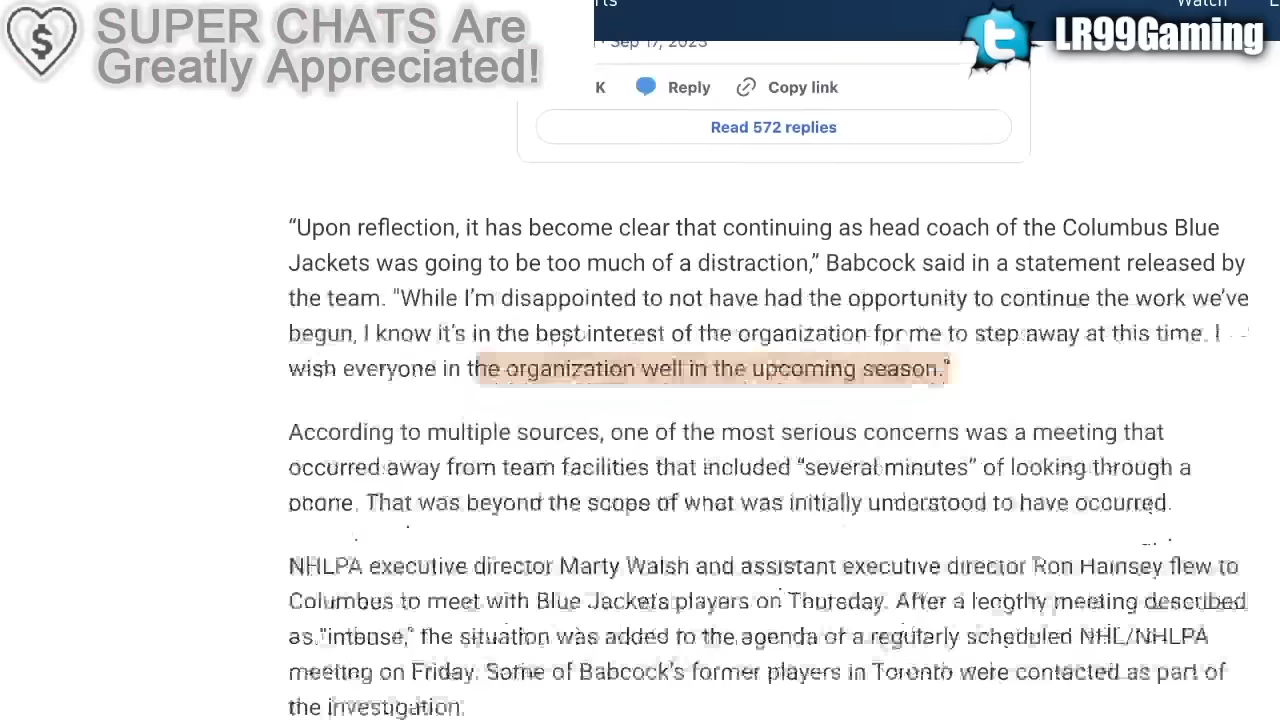 SUPER CHATS Are
Greatly Appreciated!
Watch
LR99Gaming
Sep 17, 2023
K Reply Copy link
Read 572 replies
“Upon reflection, it has become clear that continuing as head coach of the Columbus Blue
Jackets was going to be too much of a distraction,” Babcock said in a statement released by
the team. "While I’m disappointed to not have had the opportunity to continue the work we’ve
begun, I know it’s in the best interest of the organization for me to step away at this time. I
wish everyone in the organization well in the upcoming season."
According to multiple sources, one of the most serious concerns was a meeting that
occurred away from team facilities that included “several minutes” of looking through a
phone. That was beyond the scope of what was initially understood to have occurred.
NHLPA executive director Marty Walsh and assistant executive director Ron Hainsey flew to
Columbus to meet with Blue Jackets players on Thursday. After a lengthy meeting described
as "intense," the situation was added to the agenda of a regularly scheduled NHL/NHLPA
meeting on Friday. Some of Babcock’s former players in Toronto were contacted as part of
the investigation.